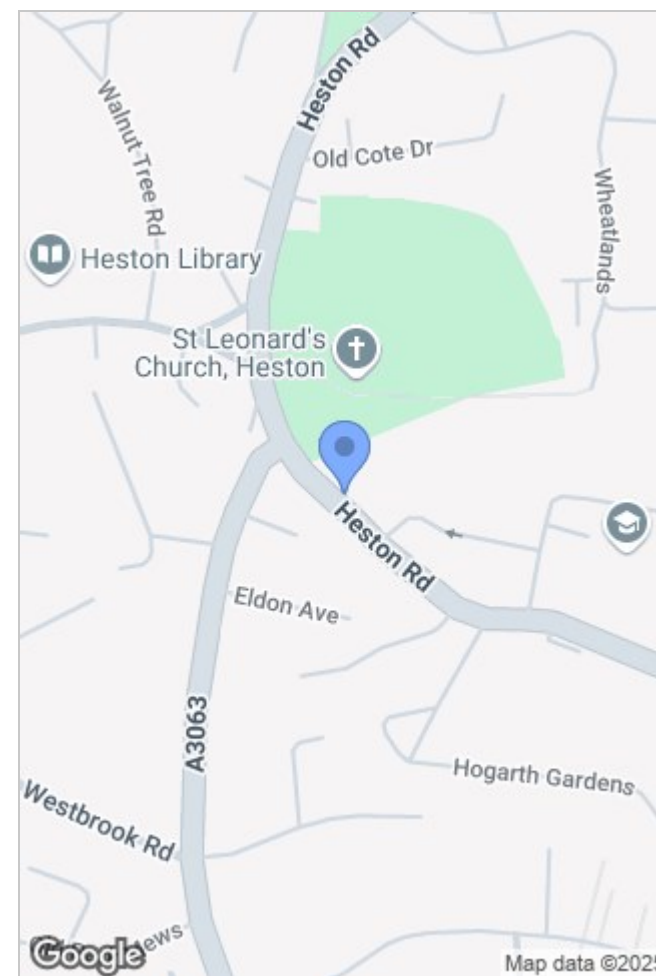 Heston Rd
Walnut Tree Rd
Old Cote Dr
Wheatlands
Heston Library
St Leonard's
Church, Heston
Heston Rd
Eldon Ave
A3063
Hogarth Gardens
Westbrook Rd
Mews
Google
Map data ©2025